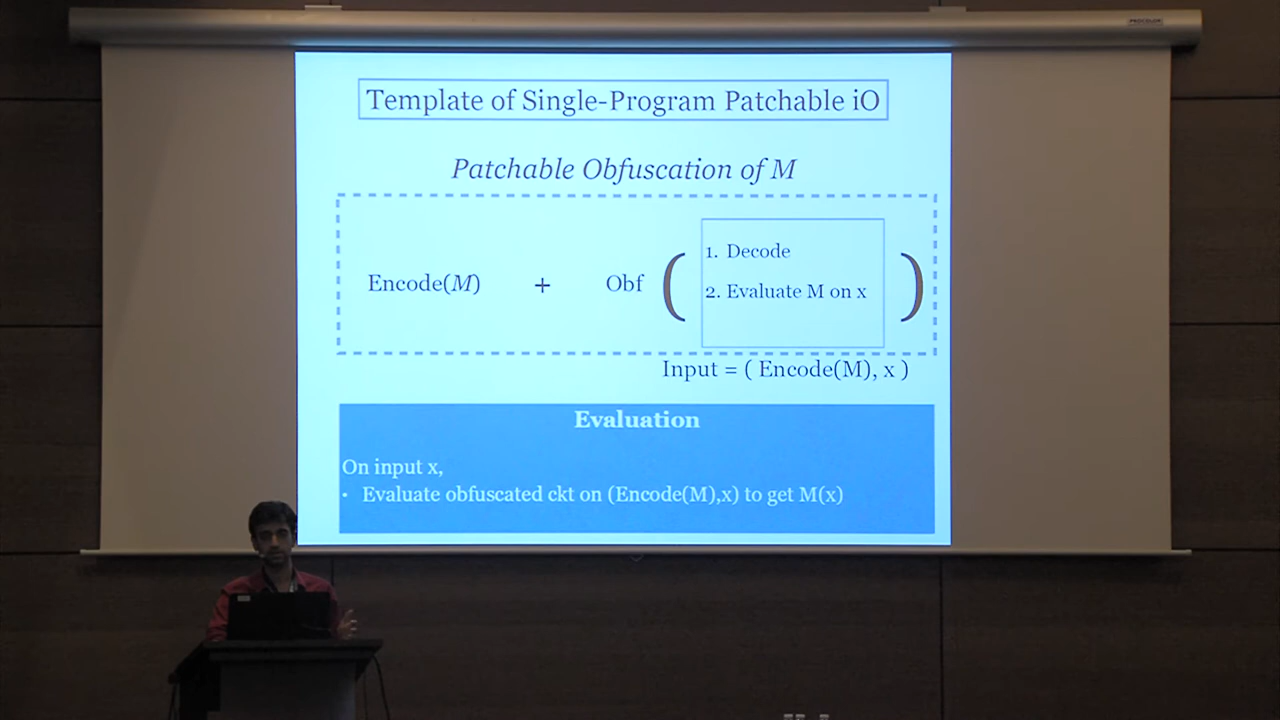 PROCOLOR
Template of Single-Program Patchable iO
Patchable Obfuscation of M
Encode(M) + Obf ( 1. Decode
2. Evaluate M on x )
Input = ( Encode(M), x )
Evaluation
On input x,
• Evaluate obfuscated ckt on (Encode(M),x) to get M(x)